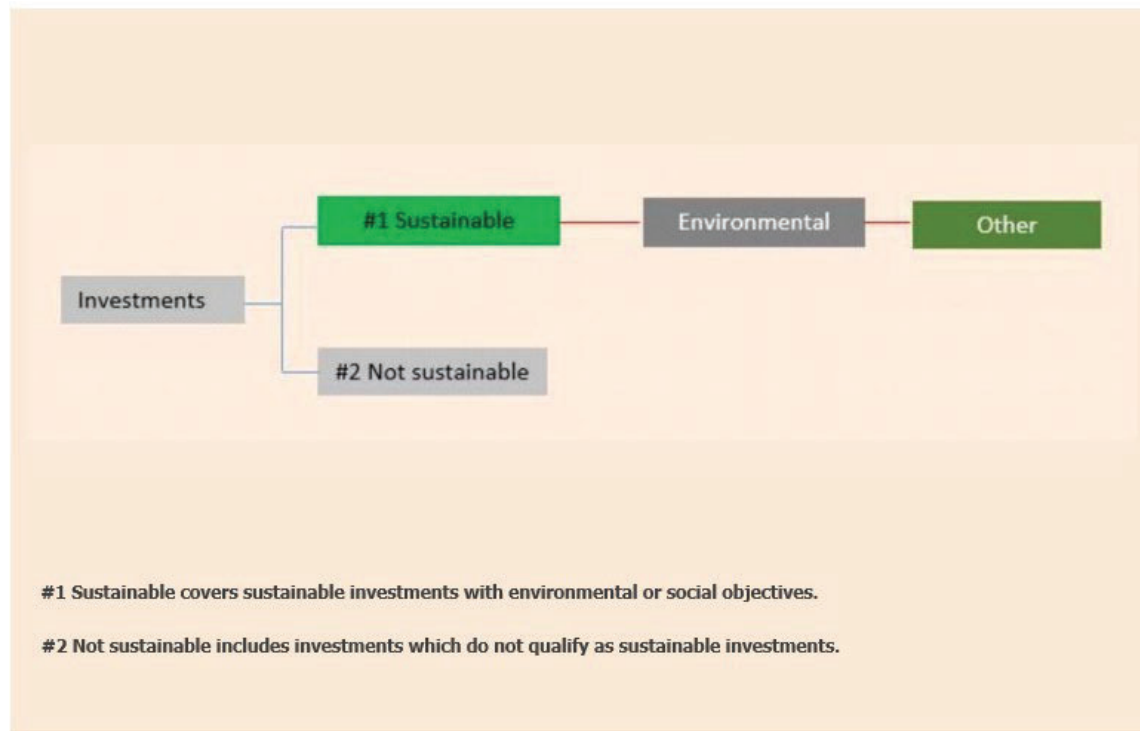 #1 Sustainable
Environmental
Other
Investments
#2 Not sustainable
#1 Sustainable covers sustainable investments with environmental or social objectives.
#2 Not sustainable includes investments which do not qualify as sustainable investments.